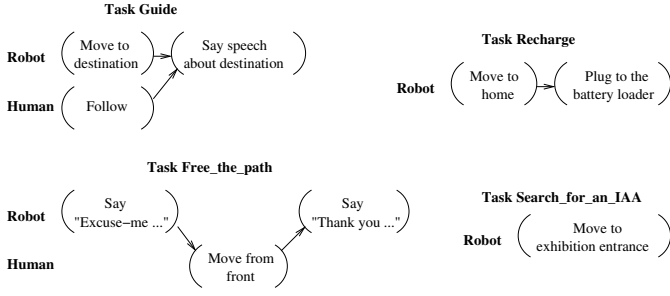 Task Guide
Robot
Move to
destination
Say speech
about destination
Human
Follow
Task Recharge
Robot
Move to
home
Plug to the
battery loader
Task Free_the_path
Robot
Say
"Excuse−me ..."
Say
"Thank you ..."
Human
Move from
front
Task Search_for_an_IAA
Robot
Move to
exhibition entrance